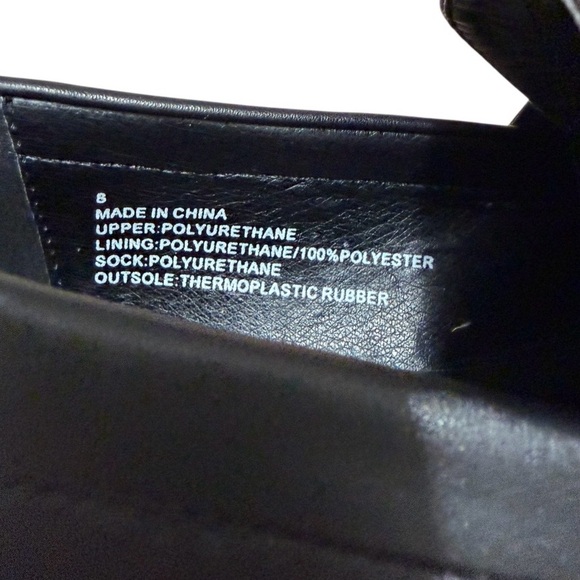 8
MADE IN CHINA
UPPER:POLYURETHANE
LINING:POLYURETHANE/100%POLYESTER
SOCK:POLYURETHANE
OUTSOLE:THERMOPLASTIC RUBBER